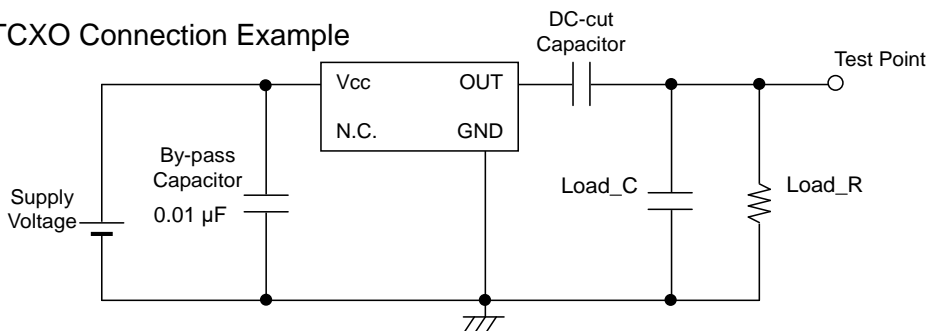 TCXO Connection Example
DC-cut
Capacitor
Test Point
Vcc
OUT
N.C.
GND
By-pass
Capacitor
0.01 µF
Supply
Voltage
Load_C
Load_R